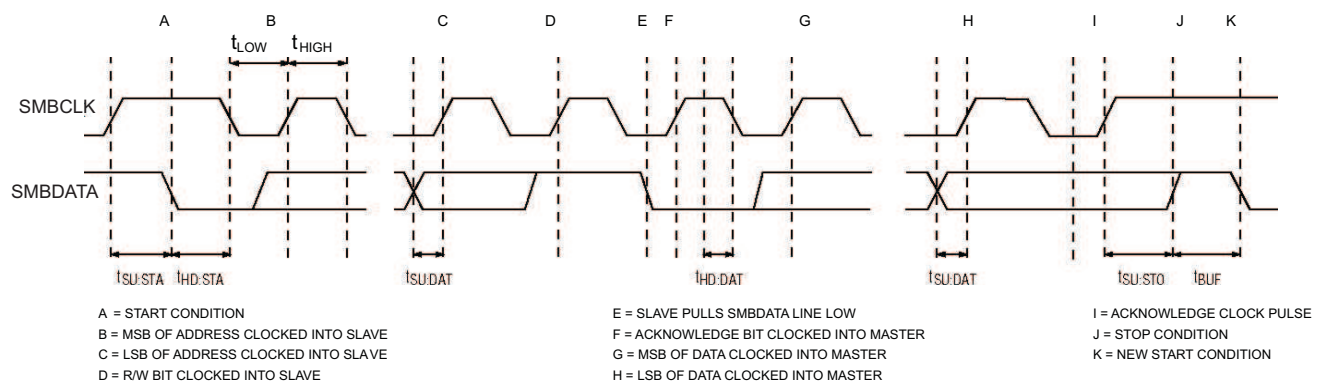 A B C D E F G H I J K
tLOW tHIGH
SMBCLK
SMBDATA
tSU:STA tHD:STA tSU:DAT tHD:DAT tSU:DAT tSU:STO tBUF
A = START CONDITION
B = MSB OF ADDRESS CLOCKED INTO SLAVE
C = LSB OF ADDRESS CLOCKED INTO SLAVE
D = R/W BIT CLOCKED INTO SLAVE
E = SLAVE PULLS SMBDATA LINE LOW
F = ACKNOWLEDGE BIT CLOCKED INTO MASTER
G = MSB OF DATA CLOCKED INTO MASTER
H = LSB OF DATA CLOCKED INTO MASTER
I = ACKNOWLEDGE CLOCK PULSE
J = STOP CONDITION
K = NEW START CONDITION